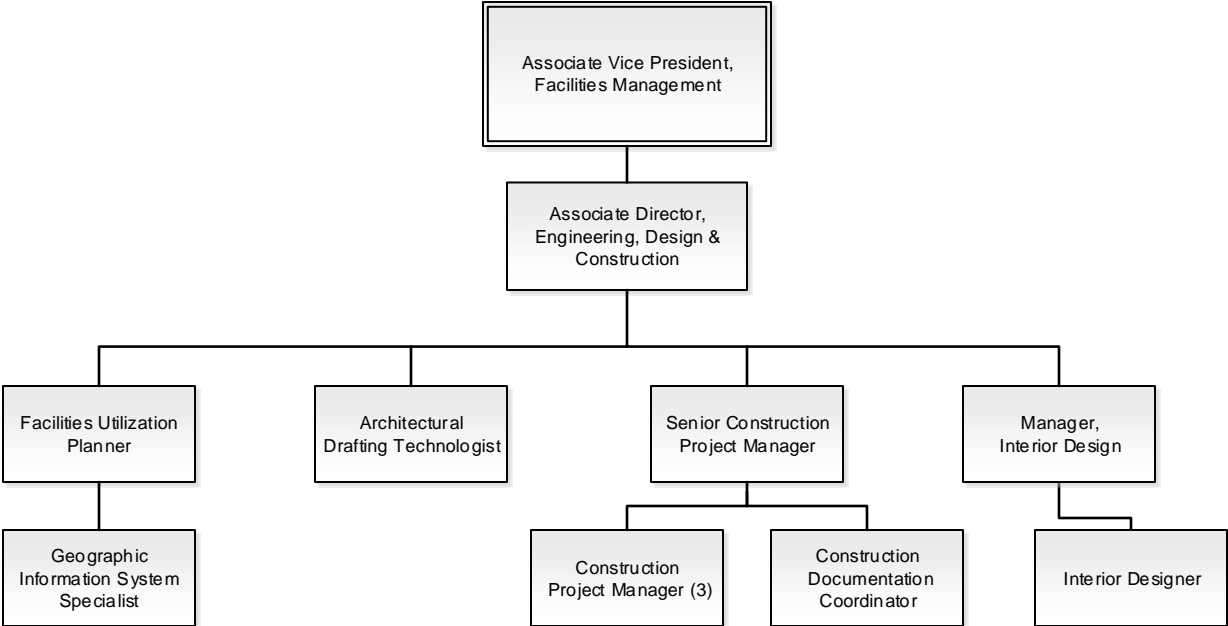 Associate Vice President,
Facilities Management
Associate Director,
Engineering, Design &
Construction
Facilities Utilization
Planner
Architectural
Drafting Technologist
Senior Construction
Project Manager
Manager,
Interior Design
Geographic
Information System
Specialist
Construction
Project Manager (3)
Construction
Documentation
Coordinator
Interior Designer